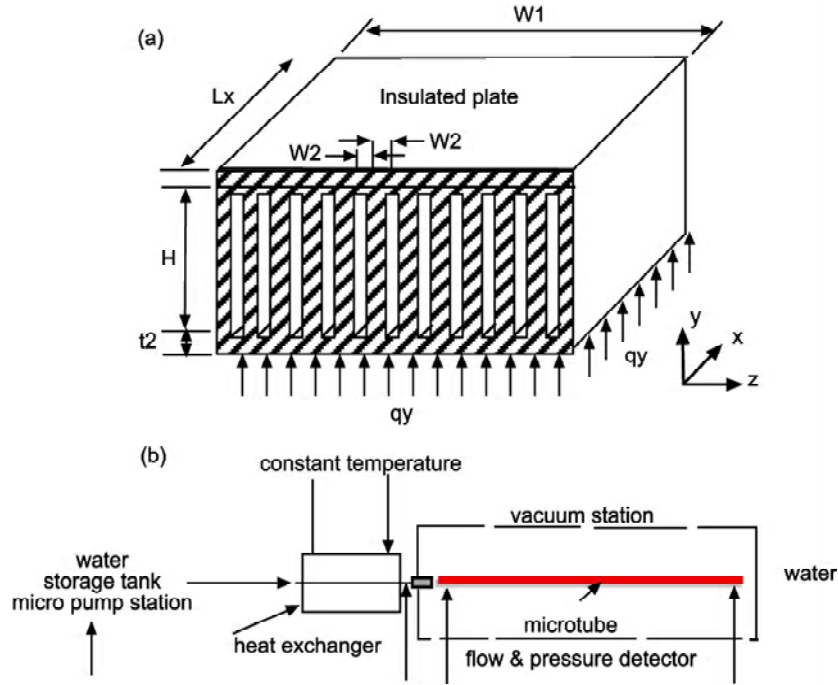 (a)
W1
Lx
Insulated plate
W2
W2
H
t2
qy
qy
y
x
z
(b)
constant temperature
vacuum station
water
storage tank
micro pump station
water
heat exchanger
microtube
flow & pressure detector